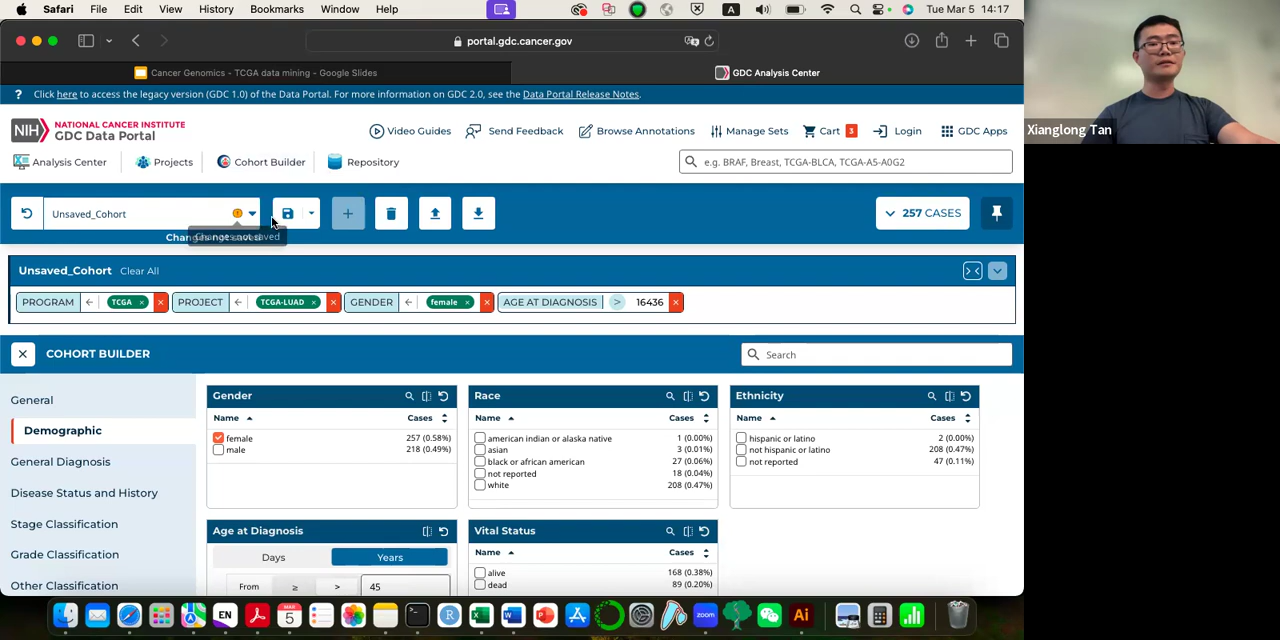 Safari File Edit View History Bookmarks Window Help A Tue Mar 5 14:17
portal.gdc.cancer.gov
Cancer Genomics - TCGA data mining - Google Slides GDC Analysis Center
? Click here to access the legacy version (GDC 1.0) of the Data Portal. For more information on GDC 2.0, see the Data Portal Release Notes.
NIH NATIONAL CANCER INSTITUTE
GDC Data Portal
Video Guides Send Feedback Browse Annotations Manage Sets Cart 3 Login GDC Apps
Xianglong Tan
Analysis Center Projects Cohort Builder Repository e.g. BRAF, Breast, TCGA-BLCA, TCGA-A5-A0G2
Unsaved_Cohort 257 CASES
Changes not saved
Unsaved_Cohort Clear All
PROGRAM TCGA × PROJECT TCGA-LUAD × GENDER female × AGE AT DIAGNOSIS > 16436 ×
COHORT BUILDER Search
General
Demographic
General Diagnosis
Disease Status and History
Stage Classification
Grade Classification
Other Classification
Gender
Name Cases
female 257 (0.58%)
male 218 (0.49%)
Race
Name Cases
american indian or alaska native 1 (0.00%)
asian 3 (0.01%)
black or african american 27 (0.06%)
not reported 18 (0.04%)
white 208 (0.47%)
Ethnicity
Name Cases
hispanic or latino 2 (0.00%)
not hispanic or latino 208 (0.47%)
not reported 47 (0.11%)
Age at Diagnosis
Days Years
From ≥ > 45
Vital Status
Name Cases
alive 168 (0.38%)
dead 89 (0.20%)
EN MAR 5 zoom Ai